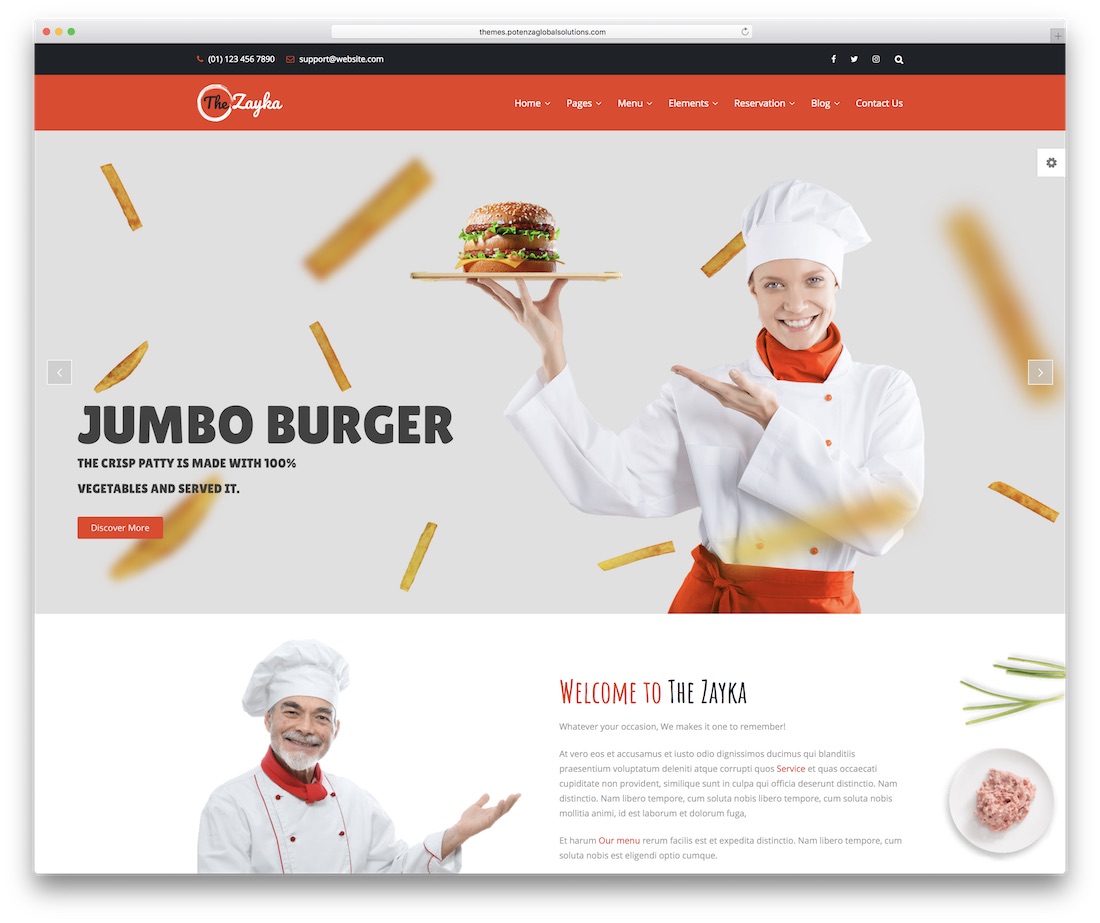 themes.potenzaglobalsolutions.com
(01) 123 456 7890 support@website.com
The Zayka
Home Pages Menu Elements Reservation Blog Contact Us
JUMBO BURGER
THE CRISP PATTY IS MADE WITH 100%
VEGETABLES AND SERVED IT.
Discover More
Welcome to The Zayka
Whatever your occasion, We makes it one to remember!
At vero eos et accusamus et iusto odio dignissimos ducimus qui blanditiis
praesentium voluptatum deleniti atque corrupti quos Service et quas occaecati
cupiditate non provident, similique sunt in culpa qui officia deserunt distinctio. Nam
distinctio. Nam libero tempore, cum soluta nobis libero tempore, cum soluta nobis
mollitia animi, id est laborum et dolorum fuga,
Et harum Our menu rerum facilis est et expedita distinctio. Nam libero tempore, cum
soluta nobis est eligendi optio cumque.